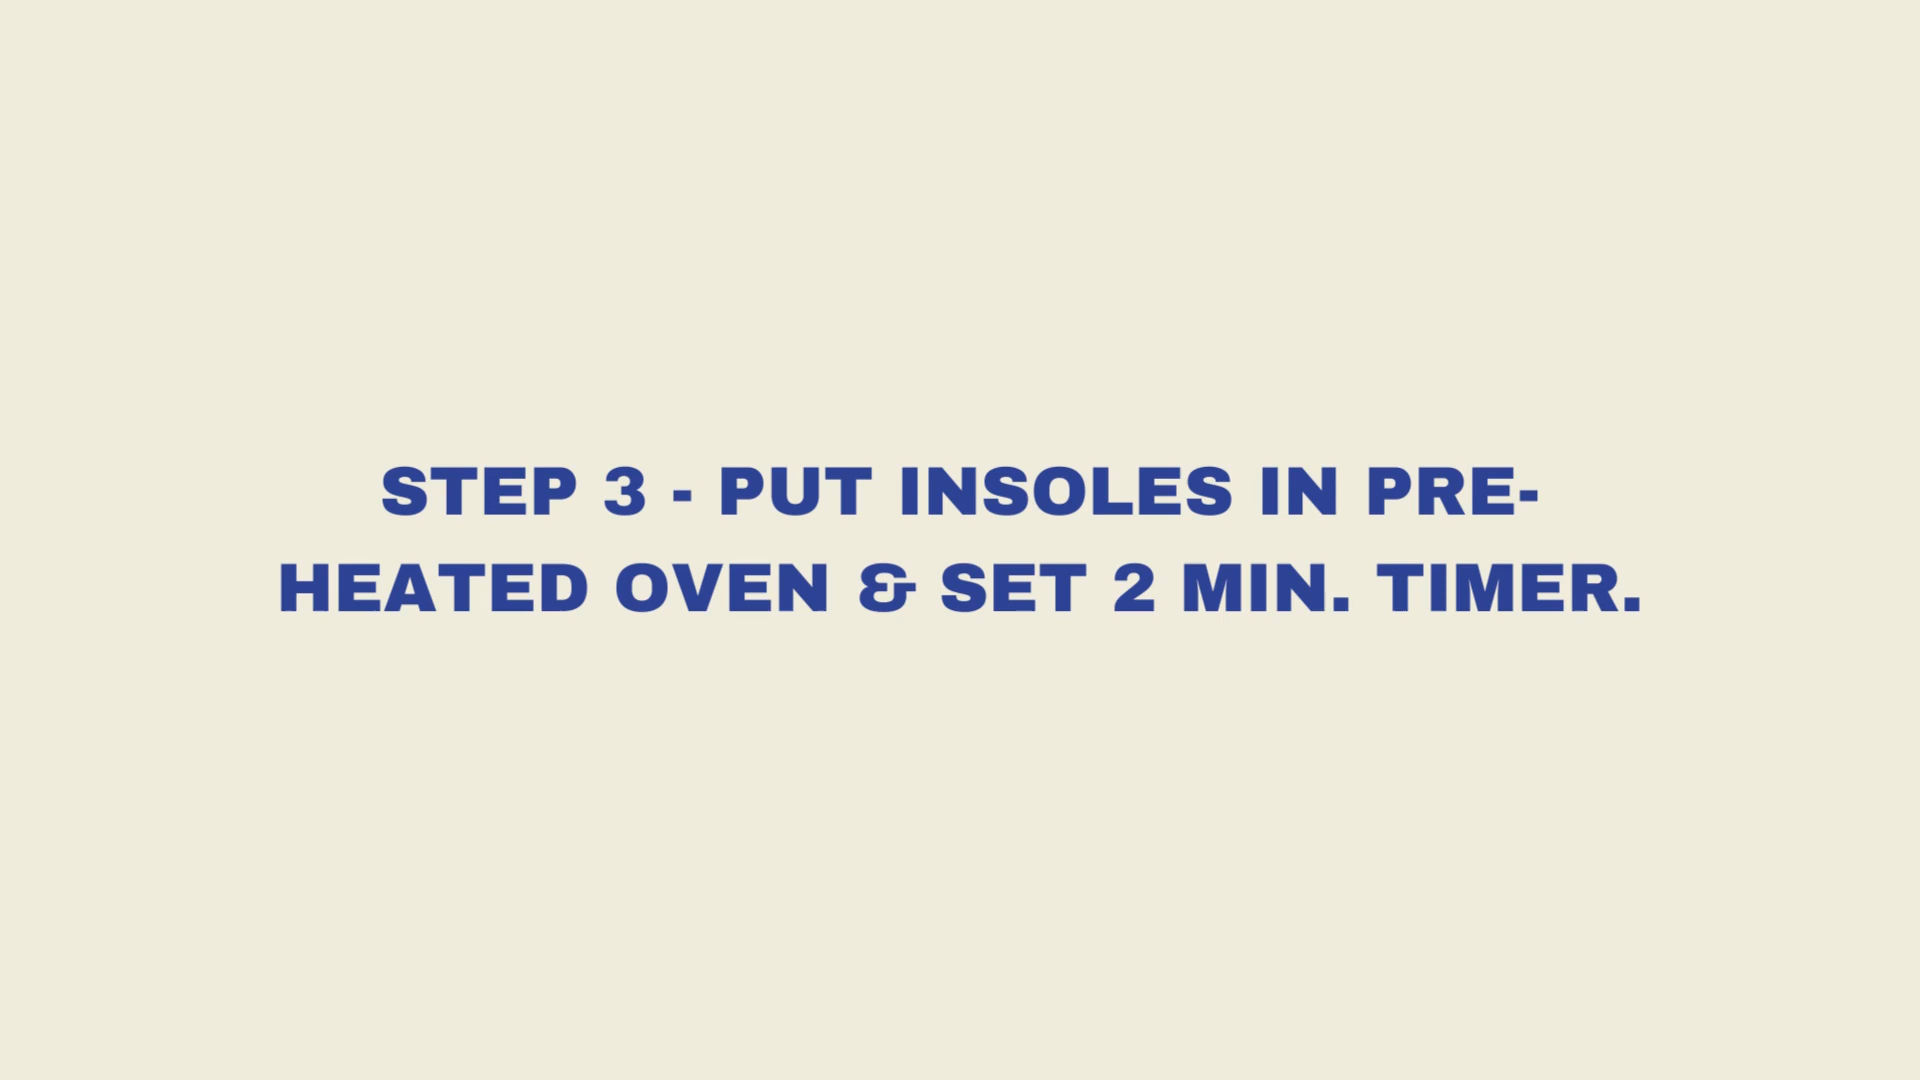 STEP 3 - PUT INSOLES IN PRE-
HEATED OVEN & SET 2 MIN. TIMER.